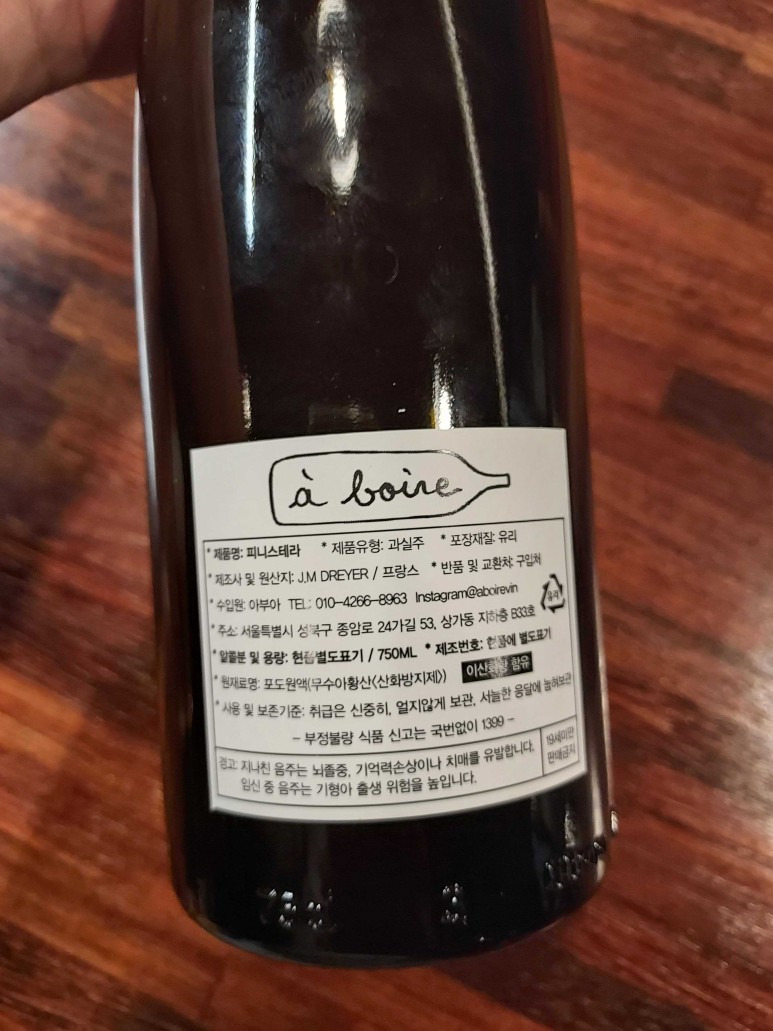 à boire
* 제품명: 피니스테라 * 제품유형: 과실주 * 포장재질: 유리
* 제조사 및 원산지: J.M DREYER / 프랑스 * 반품 및 교환처: 구입처
* 수입원: 아부아 TEL: 010-4266-8963 Instagram@aboirevin
유리
* 주소: 서울특별시 성북구 종암로 24가길 53, 상가동 지하층 B33호
* 알콜분 및 용량: 현품별도표기 / 750ML * 제조번호: 현품에 별도표기
* 원재료명: 포도원액(무수아황산<산화방지제>) 이산화황 함유
* 사용 및 보존기준: 취급은 신중히, 얼지않게 보관, 서늘한 응달에 눕혀보관
- 부정불량 식품 신고는 국번없이 1399 -
경고: 지나친 음주는 뇌졸중, 기억력손상이나 치매를 유발합니다.
임신 중 음주는 기형아 출생 위험을 높입니다.
19세미만
판매금지